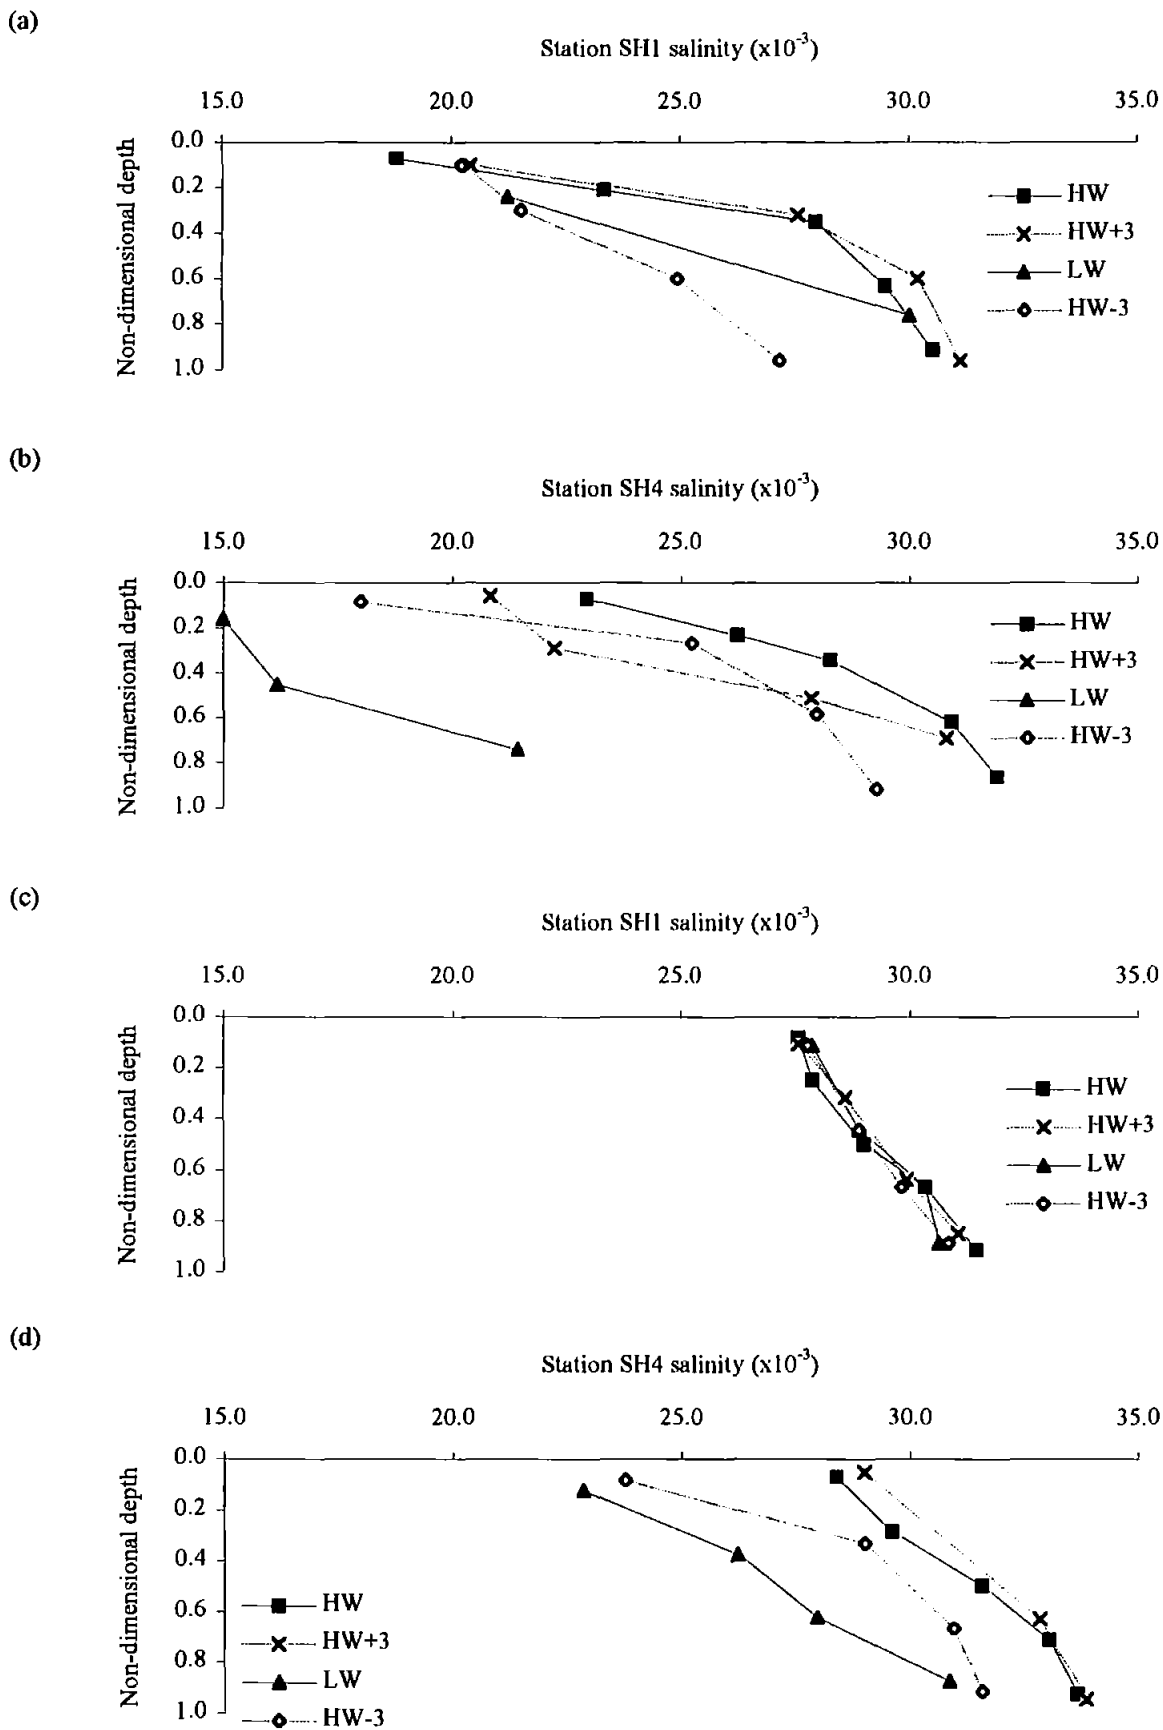 (a)
Station SH1 salinity (x10-3)
15.0 20.0 25.0 30.0 35.0
Non-dimensional depth
0.0
0.2
0.4
0.6
0.8
1.0
HW
HW+3
LW
HW-3
(b)
Station SH4 salinity (x10-3)
15.0 20.0 25.0 30.0 35.0
Non-dimensional depth
0.0
0.2
0.4
0.6
0.8
1.0
HW
HW+3
LW
HW-3
(c)
Station SH1 salinity (x10-3)
15.0 20.0 25.0 30.0 35.0
Non-dimensional depth
0.0
0.2
0.4
0.6
0.8
1.0
HW
HW+3
LW
HW-3
(d)
Station SH4 salinity (x10-3)
15.0 20.0 25.0 30.0 35.0
Non-dimensional depth
0.0
0.2
0.4
0.6
0.8
1.0
HW
HW+3
LW
HW-3